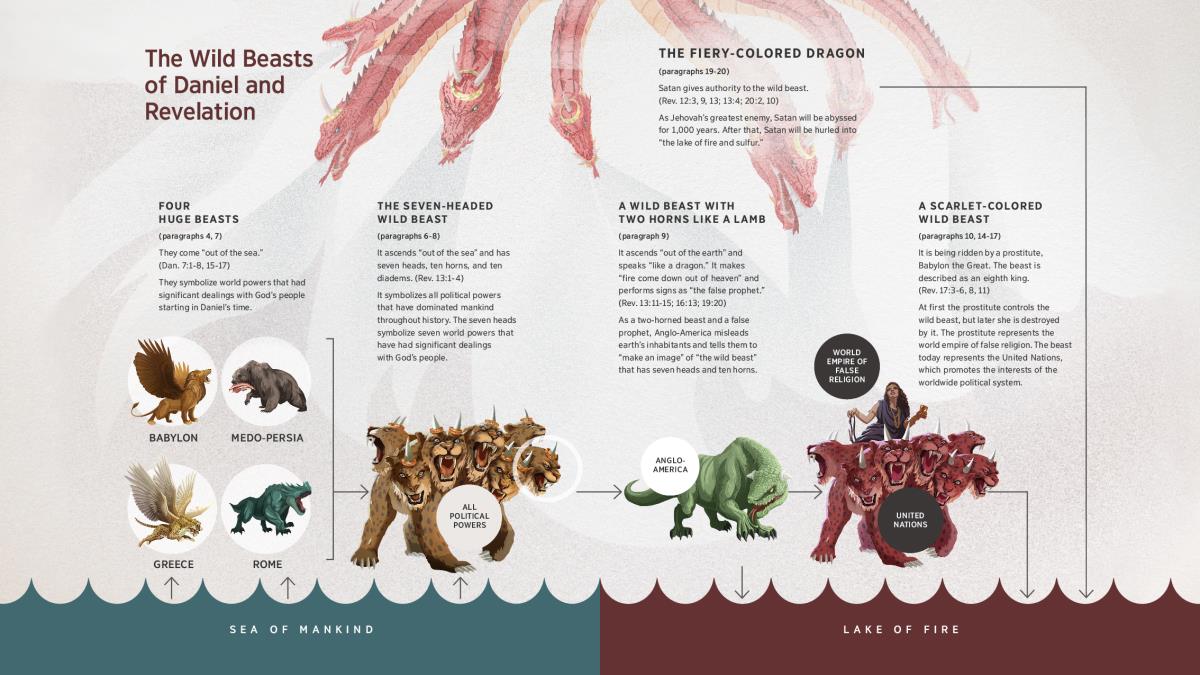 The Wild Beasts
of Daniel and
Revelation
THE FIERY-COLORED DRAGON
(paragraphs 19-20)
Satan gives authority to the wild beast.
(Rev. 12:3, 9, 13; 13:4; 20:2, 10)
As Jehovah’s greatest enemy, Satan will be abyssed
for 1,000 years. After that, Satan will be hurled into
“the lake of fire and sulfur.”
FOUR
HUGE BEASTS
(paragraphs 4, 7)
They come “out of the sea.”
(Dan. 7:1-8, 15-17)
They symbolize world powers that had
significant dealings with God’s people
starting in Daniel’s time.
BABYLON
MEDO-PERSIA
GREECE
ROME
THE SEVEN-HEADED
WILD BEAST
(paragraphs 6-8)
It ascends “out of the sea” and has
seven heads, ten horns, and ten
diadems. (Rev. 13:1-4)
It symbolizes all political powers
that have dominated mankind
throughout history. The seven heads
symbolize seven world powers that
have had significant dealings
with God’s people.
ALL
POLITICAL
POWERS
A WILD BEAST WITH
TWO HORNS LIKE A LAMB
(paragraph 9)
It ascends “out of the earth” and
speaks “like a dragon.” It makes
“fire come down out of heaven” and
performs signs as “the false prophet.”
(Rev. 13:11-15; 16:13; 19:20)
As a two-horned beast and a false
prophet, Anglo-America misleads
earth’s inhabitants and tells them to
“make an image” of “the wild beast”
that has seven heads and ten horns.
ANGLO-
AMERICA
A SCARLET-COLORED
WILD BEAST
(paragraphs 10, 14-17)
It is being ridden by a prostitute,
Babylon the Great. The beast is
described as an eighth king.
(Rev. 17:3-6, 8, 11)
At first the prostitute controls the
wild beast, but later she is destroyed
by it. The prostitute represents the
world empire of false religion. The beast
today represents the United Nations,
which promotes the interests of the
worldwide political system.
WORLD
EMPIRE OF
FALSE
RELIGION
UNITED
NATIONS
SEA OF MANKIND
LAKE OF FIRE